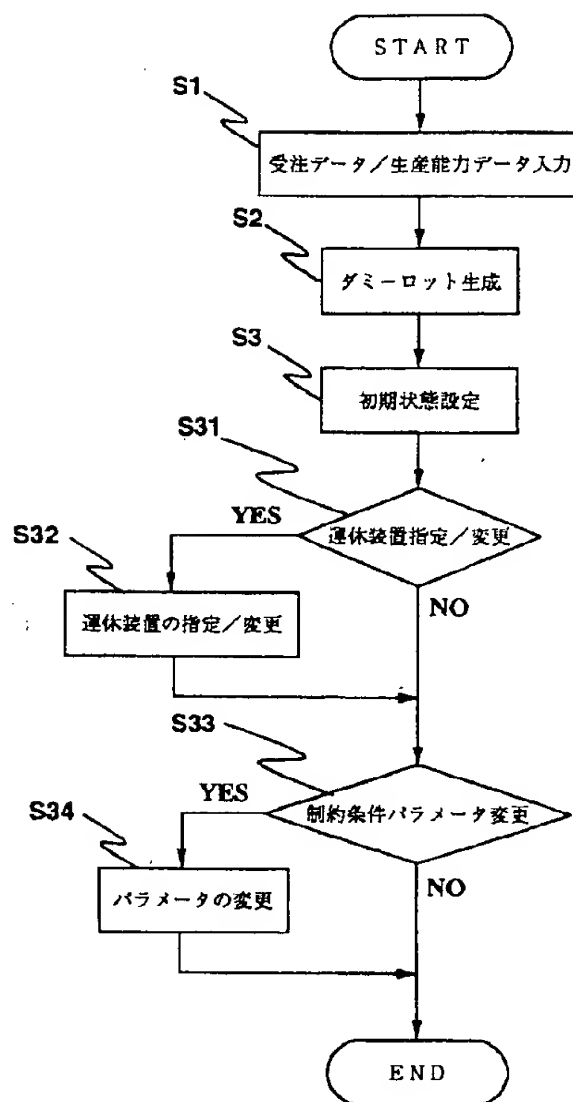 START
S1
受注データ/生産能力データ入力
S2
ダミーロット生成
S3
初期状態設定
S31
YES
運休装置指定/変更
S32
NO
運休装置の指定/変更
S33
YES
制約条件パラメータ変更
S34
NO
パラメータの変更
END